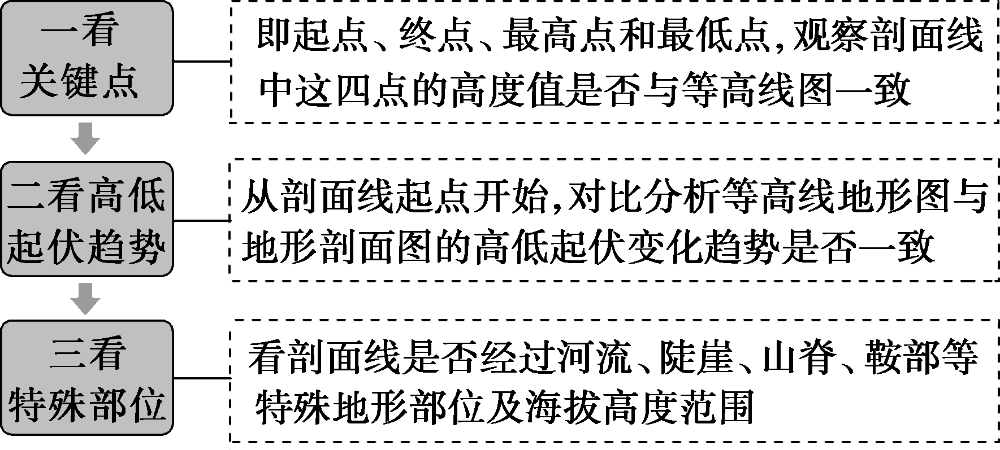 一看
关键点
即起点、终点、最高点和最低点,观察剖面线
中这四点的高度值是否与等高线图一致
二看高低
起伏趋势
从剖面线起点开始,对比分析等高线地形图与
地形剖面图的高低起伏变化趋势是否一致
三看
特殊部位
看剖面线是否经过河流、陡崖、山脊、鞍部等
特殊地形部位及海拔高度范围